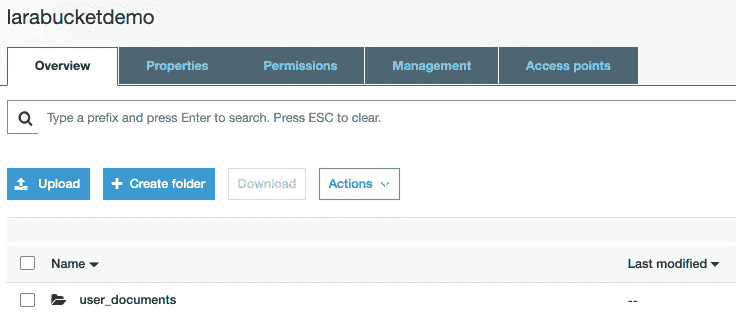 larabucketdemo
Overview Properties Permissions Management Access points
Type a prefix and press Enter to search. Press ESC to clear.
Upload Create folder Download Actions
Name Last modified
user_documents --